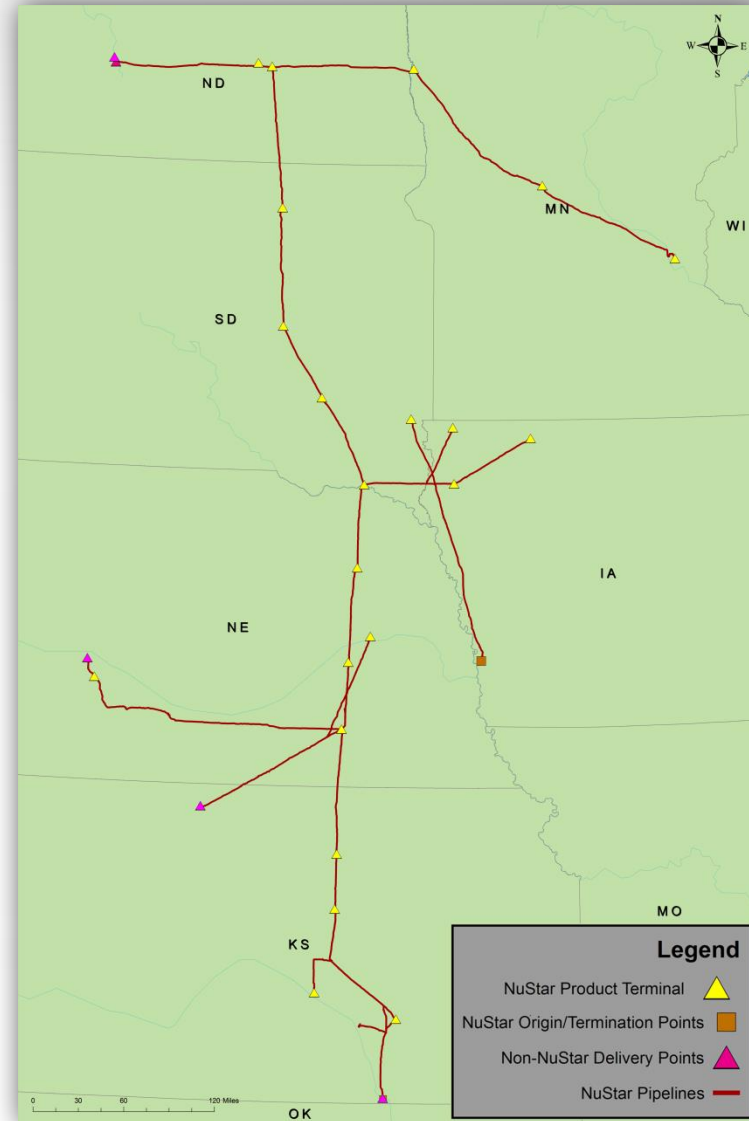 N
W E
S
ND
MN
WI
SD
IA
NE
MO
KS
Legend
NuStar Product Terminal
NuStar Origin/Termination Points
Non-NuStar Delivery Points
NuStar Pipelines
0 30 60 120 Miles
OK